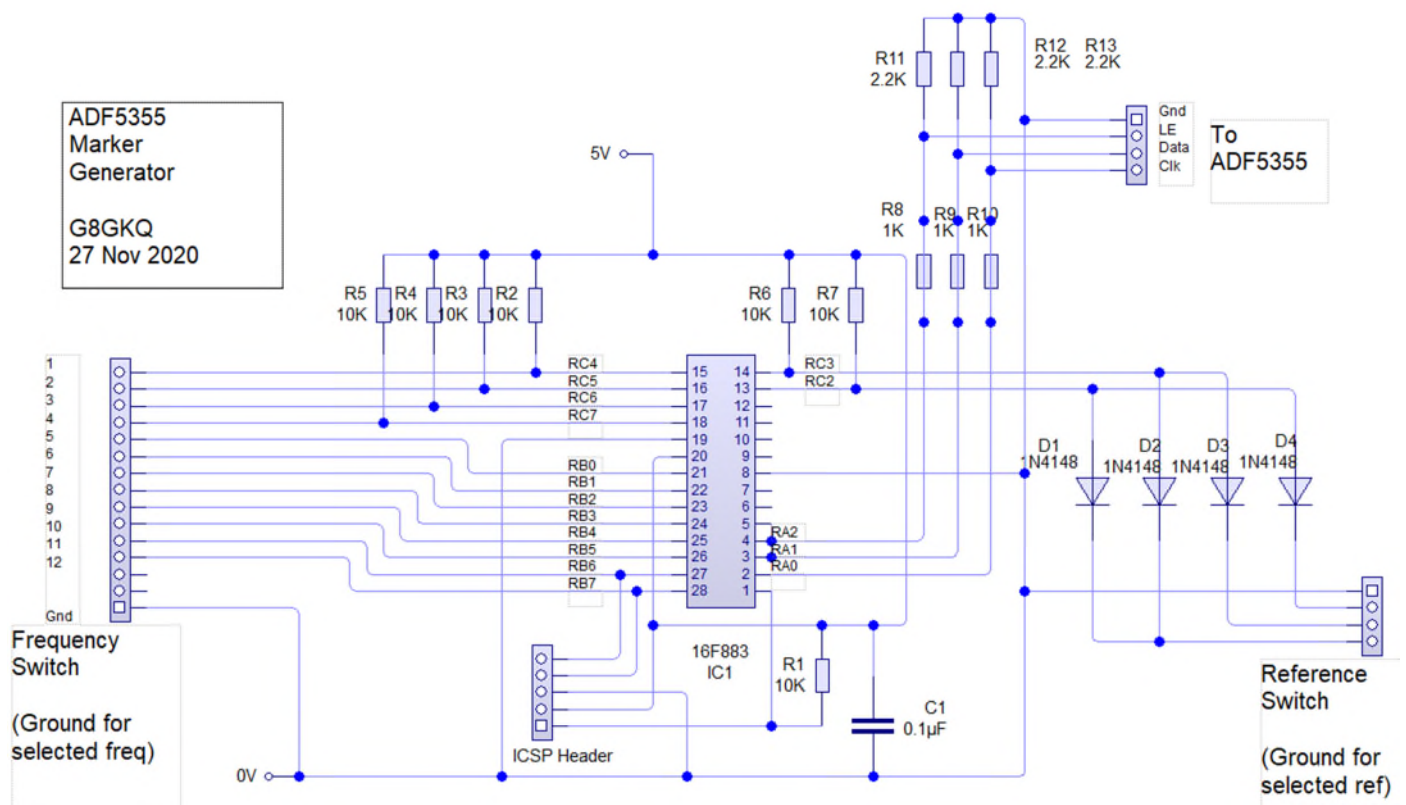 ADF5355
Marker
Generator
G8GKQ
27 Nov 2020
5V
R11
2.2K
R12 R13
2.2K 2.2K
Gnd
LE
Data
Clk
To
ADF5355
R8 R9 R10
1K 1K 1K
R5 R4 R3 R2
10K 10K 10K 10K
R6 R7
10K 10K
1
2
3
4
5
6
7
8
9
10
11
12
Gnd
RC4
RC5
RC6
RC7
RB0
RB1
RB2
RB3
RB4
RB5
RB6
RB7
15 14
16 13
17 12
18 11
19 10
20 9
21 8
22 7
23 6
24 5
25 4
26 3
27 2
28 1
RC3
RC2
RA2
RA1
RA0
D1
1N4148
D2
1N4148
D3
1N4148
D4
1N4148
Frequency
Switch
(Ground for
selected freq)
16F883
IC1
R1
10K
C1
0.1µF
ICSP Header
0V
Reference
Switch
(Ground for
selected ref)